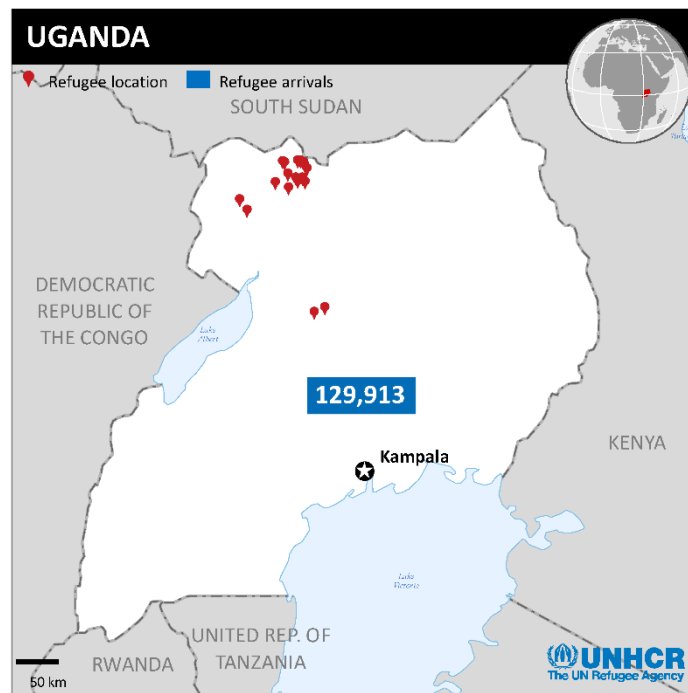 UGANDA
Refugee location
Refugee arrivals
SOUTH SUDAN
DEMOCRATIC
REPUBLIC OF
THE CONGO
Lake
Albert
129,913
Kampala
KENYA
Lake
Victoria
UNITED REP. OF
TANZANIA
RWANDA
50 km
UNHCR
The UN Refugee Agency